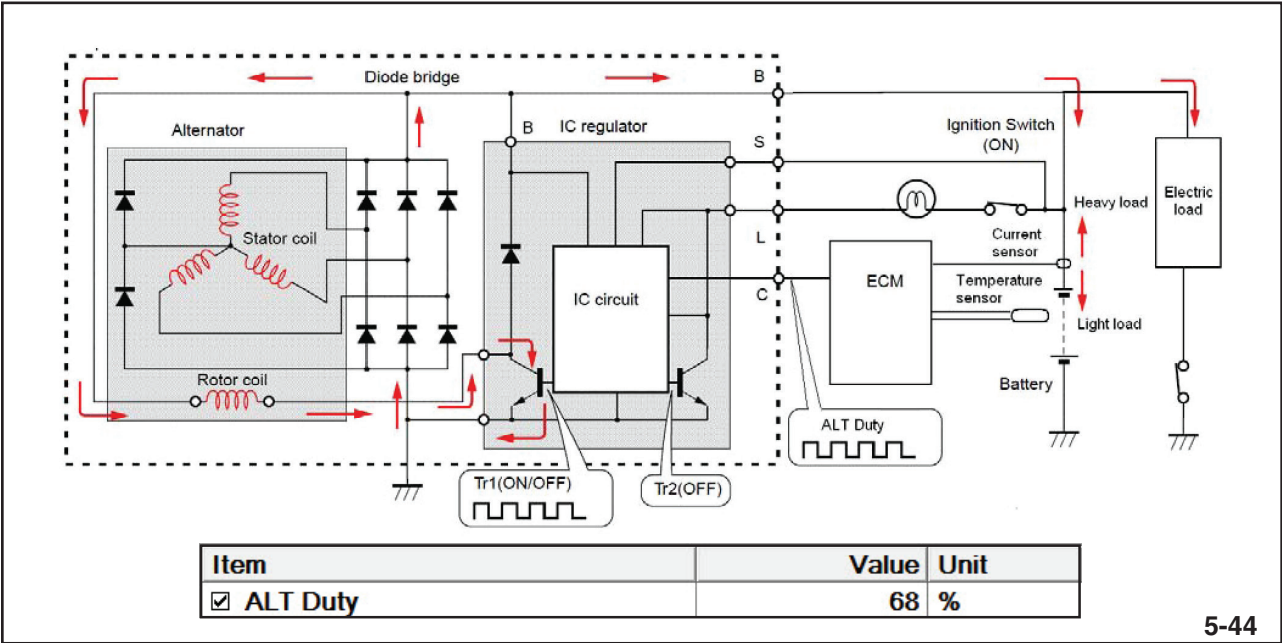 Diode bridge
B
Alternator
B
IC regulator
S
Ignition Switch
(ON)
Stator coil
Heavy load
Electric
load
L
Current
sensor
IC circuit
C
ECM
Temperature
sensor
Light load
Rotor coil
Battery
ALT Duty
Tr1(ON/OFF)
Tr2(OFF)
Item Value Unit
ALT Duty 68 %
5-44